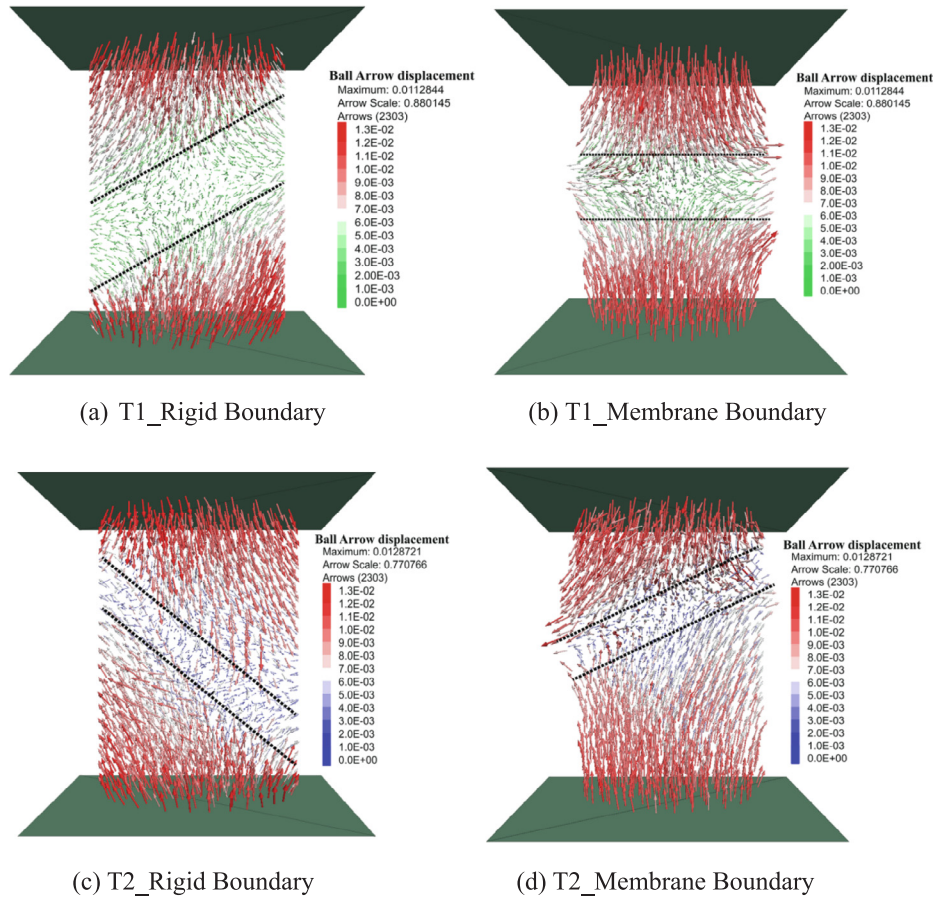 Ball Arrow displacement
Maximum: 0.0112844
Arrow Scale: 0.880145
Arrows (2303)
1.3E-02
1.2E-02
1.1E-02
1.0E-02
9.0E-03
8.0E-03
7.0E-03
6.0E-03
5.0E-03
4.0E-03
3.0E-03
2.00E-03
1.0E-03
0.0E+00
(a) T1_Rigid Boundary
Ball Arrow displacement
Maximum: 0.0112844
Arrow Scale: 0.880145
Arrows (2303)
1.3E-02
1.2E-02
1.1E-02
1.0E-02
9.0E-03
8.0E-03
7.0E-03
6.0E-03
5.0E-03
4.0E-03
3.0E-03
2.00E-03
1.0E-03
0.0E+00
(b) T1_Membrane Boundary
Ball Arrow displacement
Maximum: 0.0128721
Arrow Scale: 0.770766
Arrows (2303)
1.3E-02
1.2E-02
1.1E-02
1.0E-02
9.0E-03
8.0E-03
7.0E-03
6.0E-03
5.0E-03
4.0E-03
3.0E-03
2.0E-03
1.0E-03
0.0E+00
(c) T2_Rigid Boundary
Ball Arrow displacement
Maximum: 0.0128721
Arrow Scale: 0.770766
Arrows (2303)
1.3E-02
1.2E-02
1.1E-02
1.0E-02
9.0E-03
8.0E-03
7.0E-03
6.0E-03
5.0E-03
4.0E-03
3.0E-03
2.0E-03
1.0E-03
0.0E+00
(d) T2_Membrane Boundary